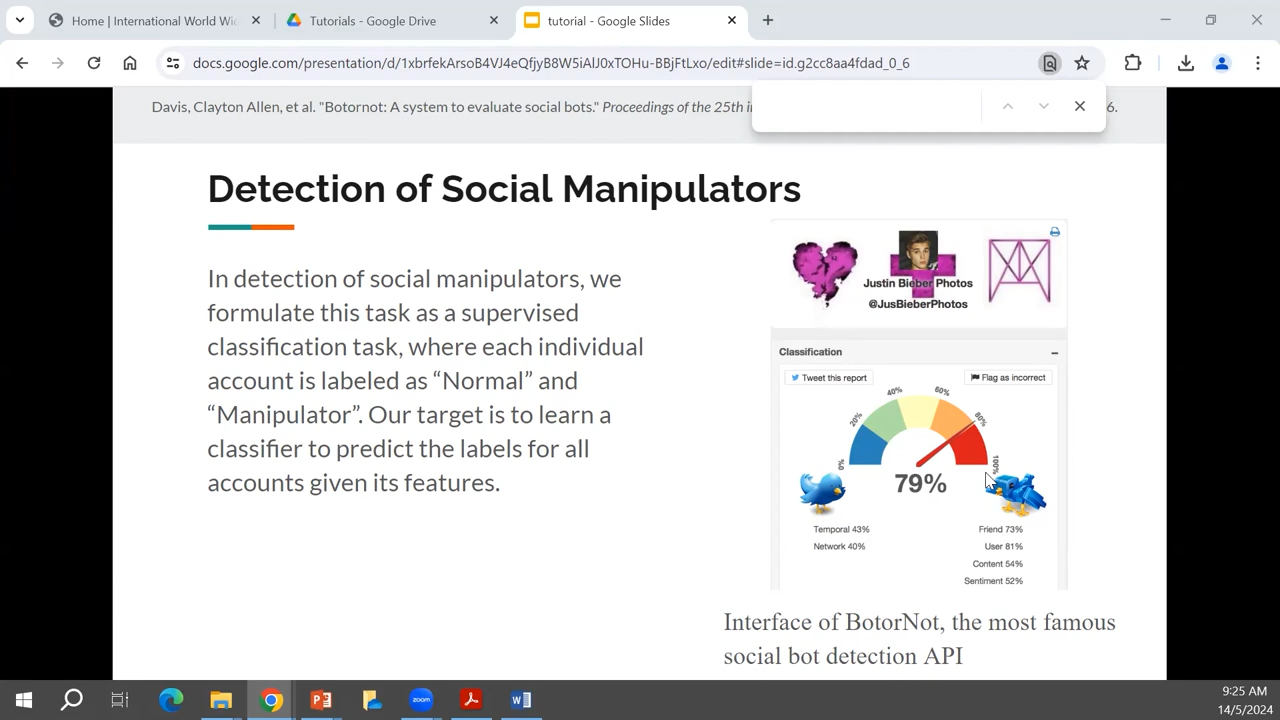 Home | International World Wi
Tutorials - Google Drive
tutorial - Google Slides
docs.google.com/presentation/d/1xbrfekArsoB4VJ4eQfjyB8W5iAlJ0xTOHu-BBjFtLxo/edit#slide=id.g2cc8aa4fdad_0_6
Davis, Clayton Allen, et al. "Botornot: A system to evaluate social bots." Proceedings of the 25th i 6.
Detection of Social Manipulators
In detection of social manipulators, we
formulate this task as a supervised
classification task, where each individual
account is labeled as “Normal” and
“Manipulator”. Our target is to learn a
classifier to predict the labels for all
accounts given its features.
Justin Bieber Photos
@JusBieberPhotos
Classification
Tweet this report
Flag as incorrect
0%
20%
40%
60%
80%
100%
79%
Temporal 43%
Network 40%
Friend 73%
User 81%
Content 54%
Sentiment 52%
Interface of BotorNot, the most famous
social bot detection API
zoom
9:25 AM
14/5/2024